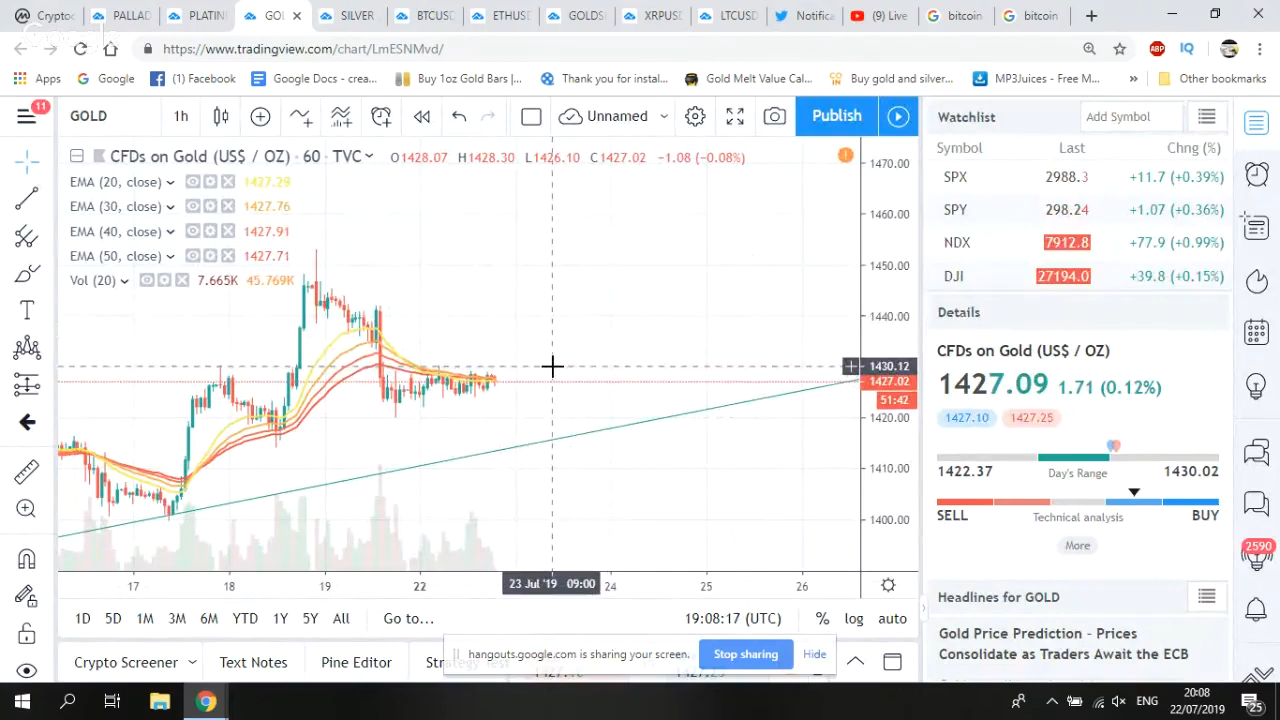 Crypto
PALLAD
PLATIN
GOL
SILVER
BTCUSD
ETHUSD
GOLDS
XRPUSD
LTCUSD
Notifica
(9) Live
bitcoin
bitcoin
https://www.tradingview.com/chart/LmESNMvd/
ABP
IQ
Apps
Google
(1) Facebook
Google Docs - crea...
Buy 1oz Gold Bars |...
Thank you for instal...
Gold Melt Value Cal...
Buy gold and silver...
MP3Juices - Free M...
»
Other bookmarks
11
GOLD
1h
Unnamed
Publish
Watchlist
Add Symbol
CFDs on Gold (US$ / OZ) · 60 · TVC
O1428.07 H1428.30 L1426.10 C1427.02 −1.08 (−0.08%)
EMA (20, close) 1427.29
EMA (30, close) 1427.76
EMA (40, close) 1427.91
EMA (50, close) 1427.71
Vol (20) 7.665K 45.769K
1470.00
1460.00
1450.00
1440.00
1430.12
1427.02
51:42
1420.00
1410.00
1400.00
Symbol Last Chng (%)
SPX 2988.3 +11.7 (+0.39%)
SPY 298.24 +1.07 (+0.36%)
NDX 7912.8 +77.9 (+0.99%)
DJI 27194.0 +39.8 (+0.15%)
Details
CFDs on Gold (US$ / OZ)
1427.09 1.71 (0.12%)
1427.10 1427.25
1422.37 Day's Range 1430.02
SELL Technical analysis BUY
More
2590
Headlines for GOLD
Gold Price Prediction – Prices
Consolidate as Traders Await the ECB
17 18 19 22 23 Jul '19 09:00 24 25 26
1D 5D 1M 3M 6M YTD 1Y 5Y All Go to... 19:08:17 (UTC) % log auto
hangouts.google.com is sharing your screen. Stop sharing Hide
Crypto Screener Text Notes Pine Editor
ENG
20:08
22/07/2019
25